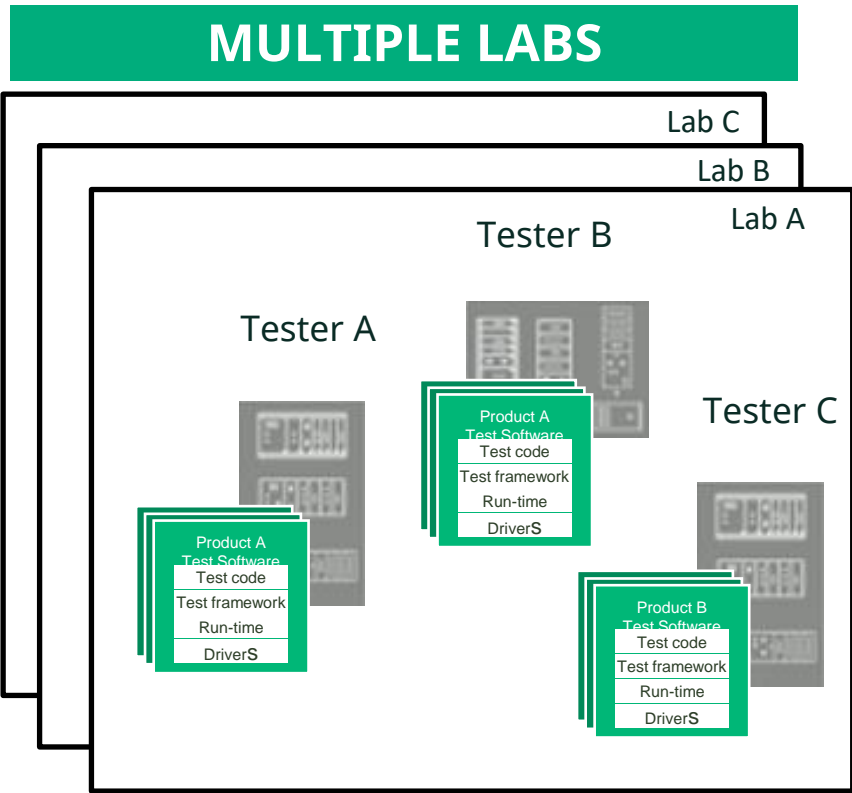 MULTIPLE LABS
Lab C
Lab B
Lab A
Tester B
Tester A
Tester C
Product A
Test Software
Test code
Test framework
Run-time
DriverS
Product A
Test Software
Test code
Test framework
Run-time
DriverS
Product B
Test Software
Test code
Test framework
Run-time
DriverS